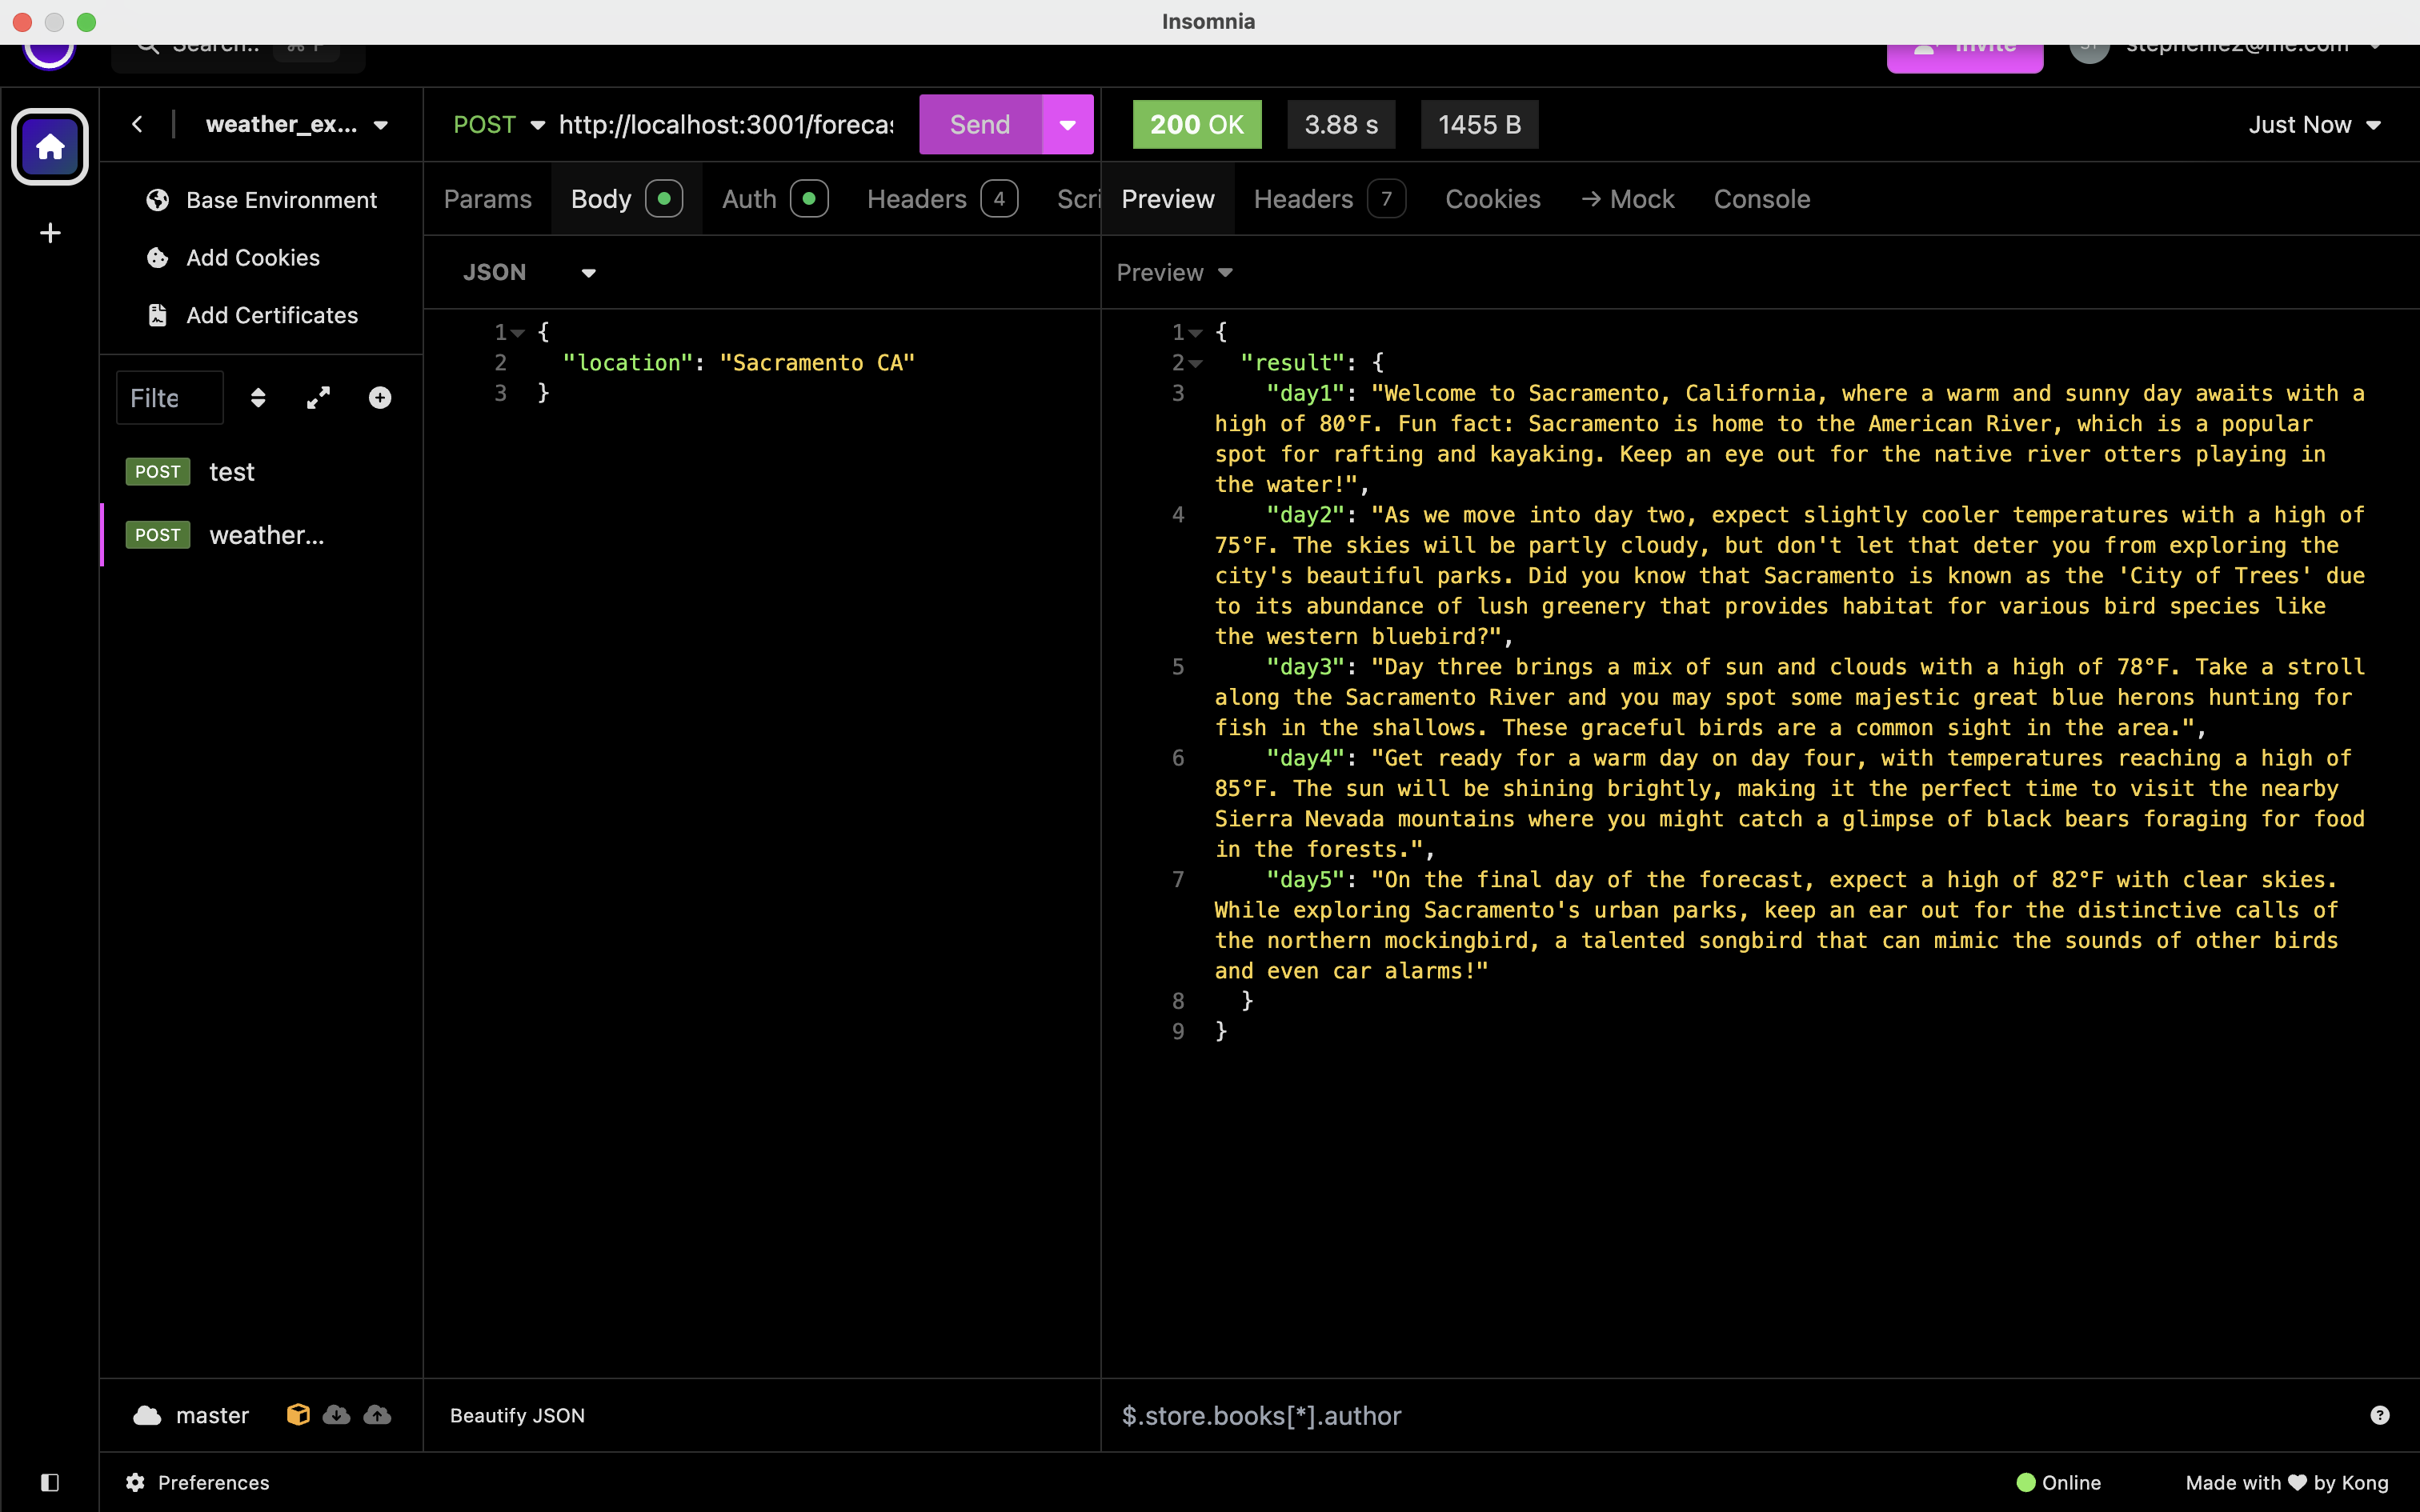 Insomnia
Search..
Invite
stepheniez@me.com
weather_ex...
POST http://localhost:3001/foreca
Send
200 OK
3.88 s
1455 B
Just Now
Base Environment
Add Cookies
Add Certificates
Filte
POST test
POST weather...
Params
Body
Auth
Headers 4
Scri
Preview
Headers 7
Cookies
→ Mock
Console
JSON
Preview
1 {
2 "location": "Sacramento CA"
3 }
1 {
2 "result": {
3 "day1": "Welcome to Sacramento, California, where a warm and sunny day awaits with a
high of 80°F. Fun fact: Sacramento is home to the American River, which is a popular
spot for rafting and kayaking. Keep an eye out for the native river otters playing in
the water!",
4 "day2": "As we move into day two, expect slightly cooler temperatures with a high of
75°F. The skies will be partly cloudy, but don't let that deter you from exploring the
city's beautiful parks. Did you know that Sacramento is known as the 'City of Trees' due
to its abundance of lush greenery that provides habitat for various bird species like
the western bluebird?",
5 "day3": "Day three brings a mix of sun and clouds with a high of 78°F. Take a stroll
along the Sacramento River and you may spot some majestic great blue herons hunting for
fish in the shallows. These graceful birds are a common sight in the area.",
6 "day4": "Get ready for a warm day on day four, with temperatures reaching a high of
85°F. The sun will be shining brightly, making it the perfect time to visit the nearby
Sierra Nevada mountains where you might catch a glimpse of black bears foraging for food
in the forests.",
7 "day5": "On the final day of the forecast, expect a high of 82°F with clear skies.
While exploring Sacramento's urban parks, keep an ear out for the distinctive calls of
the northern mockingbird, a talented songbird that can mimic the sounds of other birds
and even car alarms!"
8 }
9 }
master
Beautify JSON
$.store.books[*].author
Preferences
Online
Made with ♥ by Kong